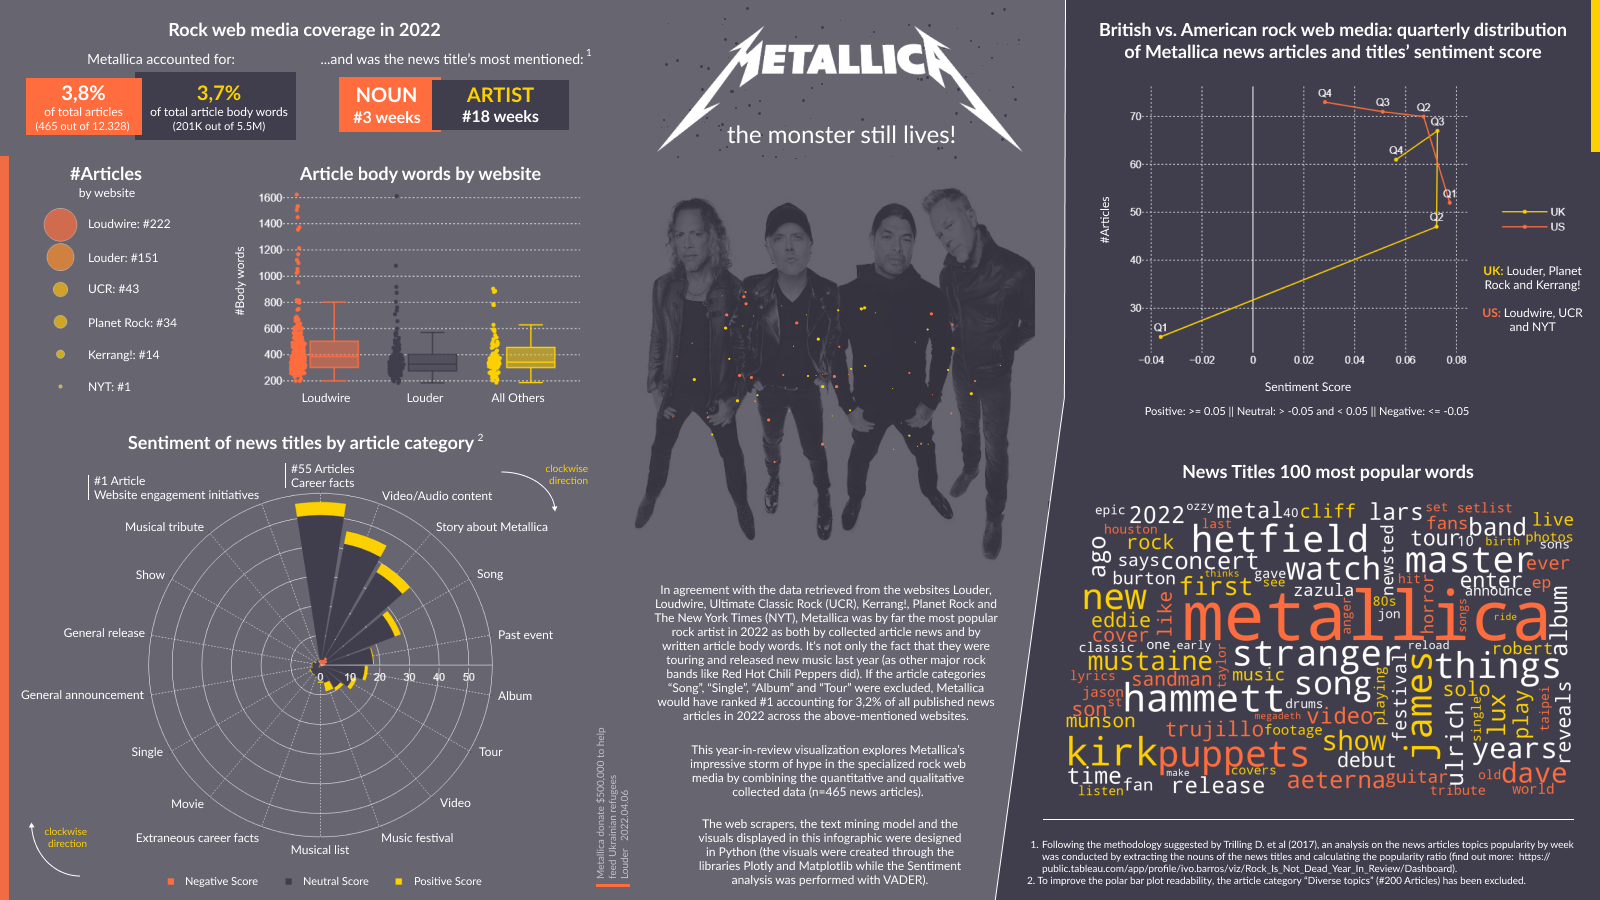 Rock web media coverage in 2022
Metallica accounted for:
3,8%
of total articles
(465 out of 12.328)
3,7%
of total article body words
(201K out of 5.5M)
...and was the news title's most mentioned: 1
NOUN
#3 weeks
ARTIST
#18 weeks
#Articles
by website
Loudwire: #222
Louder: #151
UCR: #43
Planet Rock: #34
Kerrang!: #14
NYT: #1
Article body words by website
#Body words
1600
1400
1200
1000
800
600
400
200
Loudwire
Louder
All Others
Sentiment of news titles by article category 2
#1 Article
Website engagement initiatives
#55 Articles
Career facts
clockwise
direction
Video/Audio content
Story about Metallica
Song
Past event
Album
Tour
Video
Music festival
Musical list
Extraneous career facts
Movie
Single
General announcement
General release
Show
Musical tribute
0 10 20 30 40 50
clockwise
direction
Negative Score
Neutral Score
Positive Score
METALLICA
the monster still lives!
In agreement with the data retrieved from the websites Louder,
Loudwire, Ultimate Classic Rock (UCR), Kerrang!, Planet Rock and
The New York Times (NYT), Metallica was by far the most popular
rock artist in 2022 as both by collected article news and by
written article body words. It's not only the fact that they were
touring and released new music last year (as other major rock
bands like Red Hot Chili Peppers did). If the article categories
“Song”, “Single”, “Album” and “Tour” were excluded, Metallica
would have ranked #1 accounting for 3,2% of all published news
articles in 2022 across the above-mentioned websites.
This year-in-review visualization explores Metallica's
impressive storm of hype in the specialized rock web
media by combining the quantitative and qualitative
collected data (n=465 news articles).
The web scrapers, the text mining model and the
visuals displayed in this infographic were designed
in Python (the visuals were created through the
libraries Plotly and Matplotlib while the Sentiment
analysis was performed with VADER).
Metallica donate $500,000 to help
feed Ukrainian refugees
Louder 2022.04.06
British vs. American rock web media: quarterly distribution
of Metallica news articles and titles' sentiment score
#Articles
70
60
50
40
30
Q4
Q3
Q2
Q1
Q4
Q3
Q2
Q1
−0.04 −0.02 0 0.02 0.04 0.06 0.08
Sentiment Score
UK
US
UK: Louder, Planet
Rock and Kerrang!
US: Loudwire, UCR
and NYT
Positive: >= 0.05 || Neutral: > -0.05 and < 0.05 || Negative: <= -0.05
News Titles 100 most popular words
epic 2022 ozzy metal 40 cliff lars set setlist
houston last fans band live
ago rock hetfield newsted tour 10 birth photos sons
says concert gave watch master ever
burton thinks first see zazula hit horror enter ep
new like anger 80s announce album
eddie metallica jon songs ride
cover
classic one early stranger reload robert
mustaine taylor music things
lyrics sandman song playing festival james solo
jason st hammett drums single lux play taipei reveals
son megadeth video
munson trujillo footage ulrich
kirk puppets show years
time make covers debut
fan release aeterna guitar old dave
listen tribute world
1. Following the methodology suggested by Trilling D. et al (2017), an analysis on the news articles topics popularity by week
was conducted by extracting the nouns of the news titles and calculating the popularity ratio (find out more: https://
public.tableau.com/app/profile/ivo.barros/viz/Rock_Is_Not_Dead_Year_In_Review/Dashboard).
2. To improve the polar bar plot readability, the article category “Diverse topics” (#200 Articles) has been excluded.